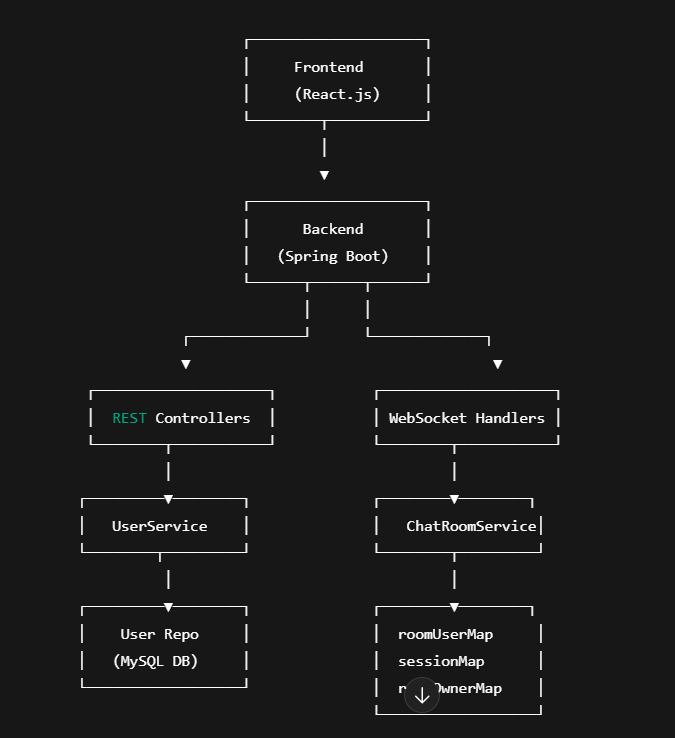 Frontend
(React.js)
Backend
(Spring Boot)
REST Controllers
WebSocket Handlers
UserService
ChatRoomService
User Repo
(MySQL DB)
roomUserMap
sessionMap
OwnerMap